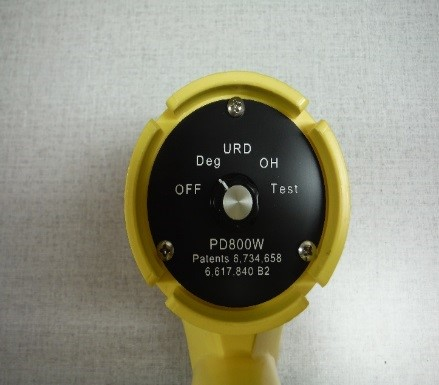 URD
Deg OH
OFF Test
PD800W
Patents 6,734,658
6.617.840 B2